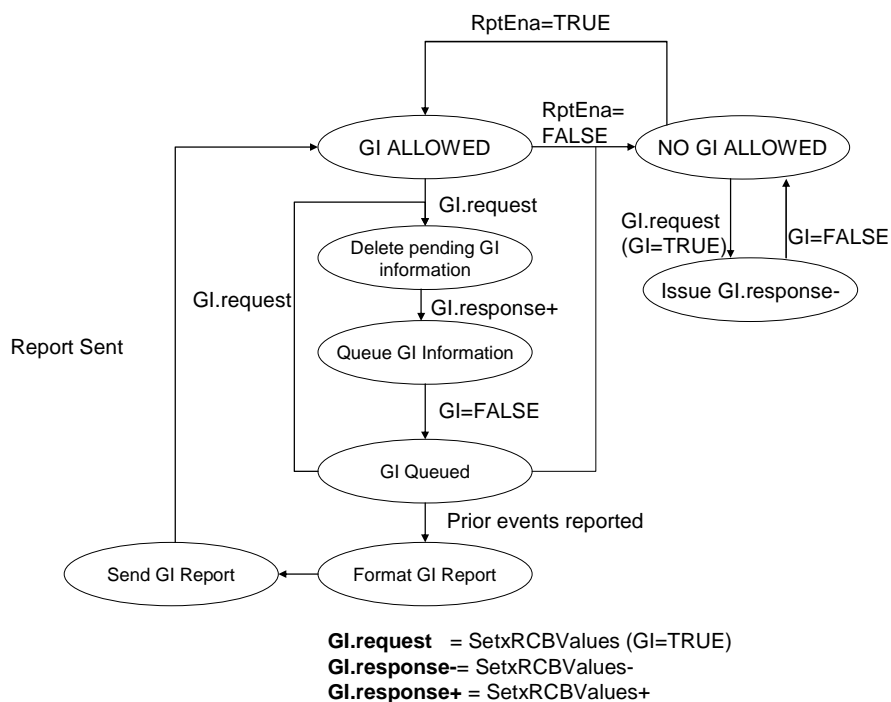 RptEna=TRUE
GI ALLOWED
RptEna=
FALSE
NO GI ALLOWED
GI.request
GI.request
(GI=TRUE)
GI=FALSE
Delete pending GI
information
Issue GI.response-
GI.request
GI.response+
Report Sent
Queue GI Information
GI=FALSE
GI Queued
Prior events reported
Send GI Report
Format GI Report
GI.request = SetxRCBValues (GI=TRUE)
GI.response-= SetxRCBValues-
GI.response+ = SetxRCBValues+